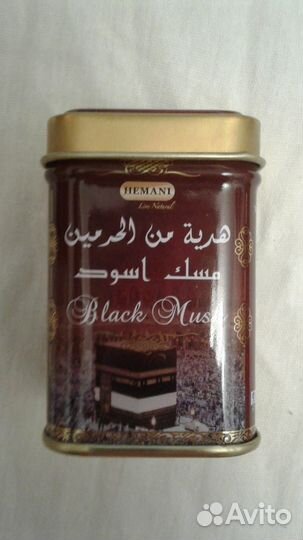 HEMANI
Live Natural
هدية من الحرمين
مسك اسود
Black Musk
Avito